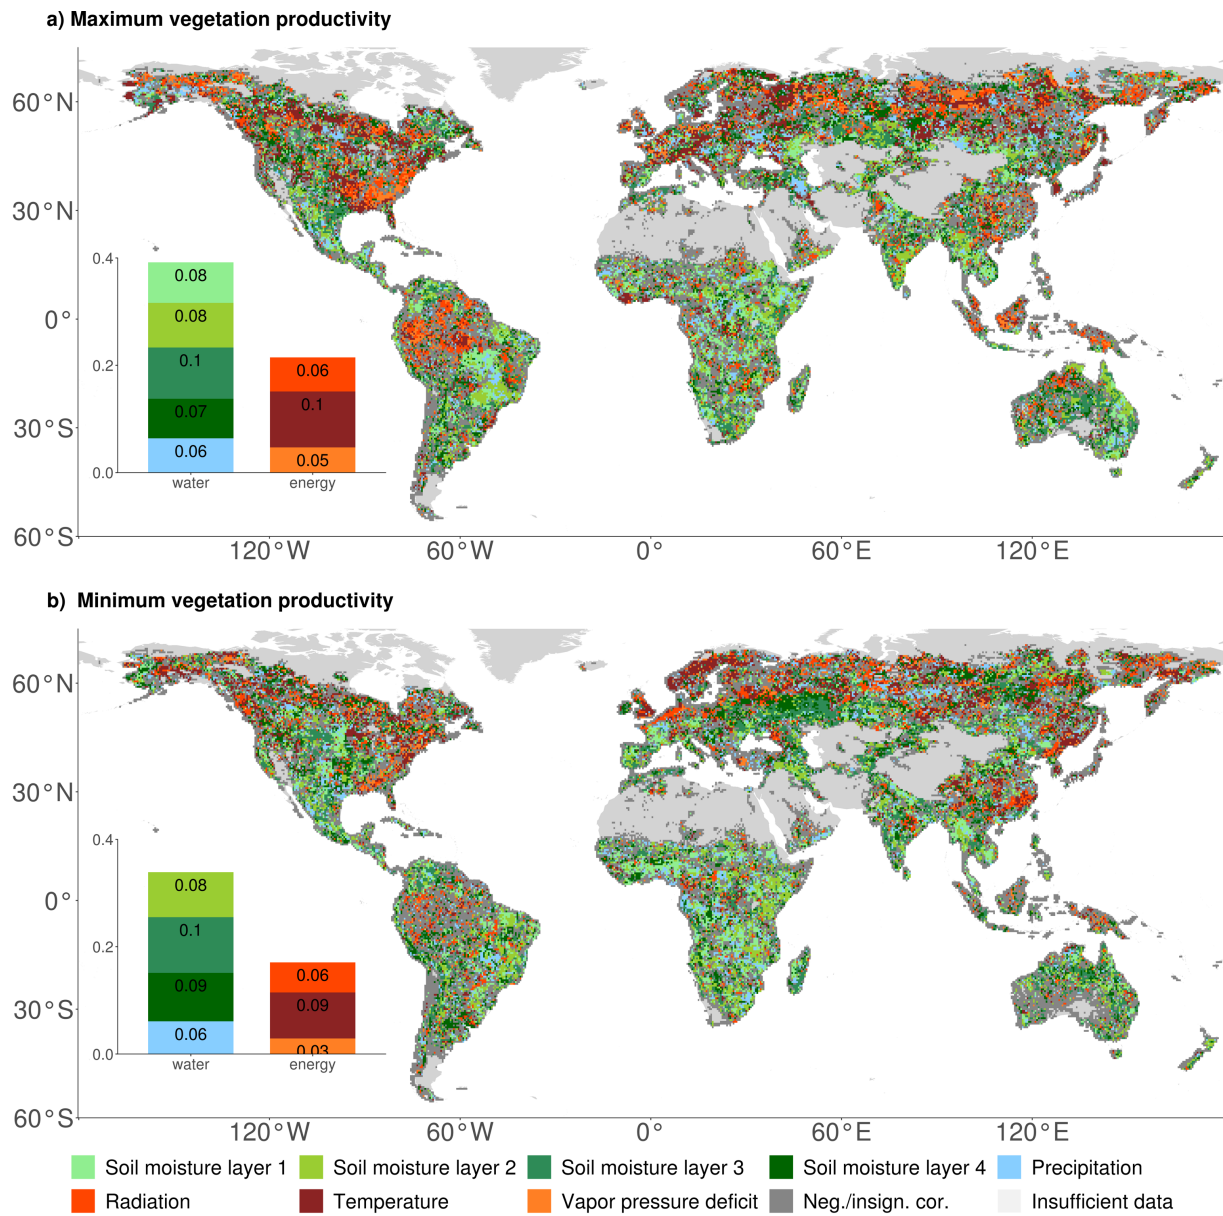 a) Maximum vegetation productivity
60°N
30°N
0°
30°S
60°S
0.4
0.2
0.0
0.08
0.08
0.1
0.07
0.06
0.06
0.1
0.05
water energy
120°W 60°W 0° 60°E 120°E
b) Minimum vegetation productivity
60°N
30°N
0°
30°S
60°S
0.4
0.2
0.0
0.08
0.1
0.09
0.06
0.06
0.09
0.03
water energy
120°W 60°W 0° 60°E 120°E
Soil moisture layer 1 Soil moisture layer 2 Soil moisture layer 3 Soil moisture layer 4 Precipitation
Radiation Temperature Vapor pressure deficit Neg./insign. cor. Insufficient data